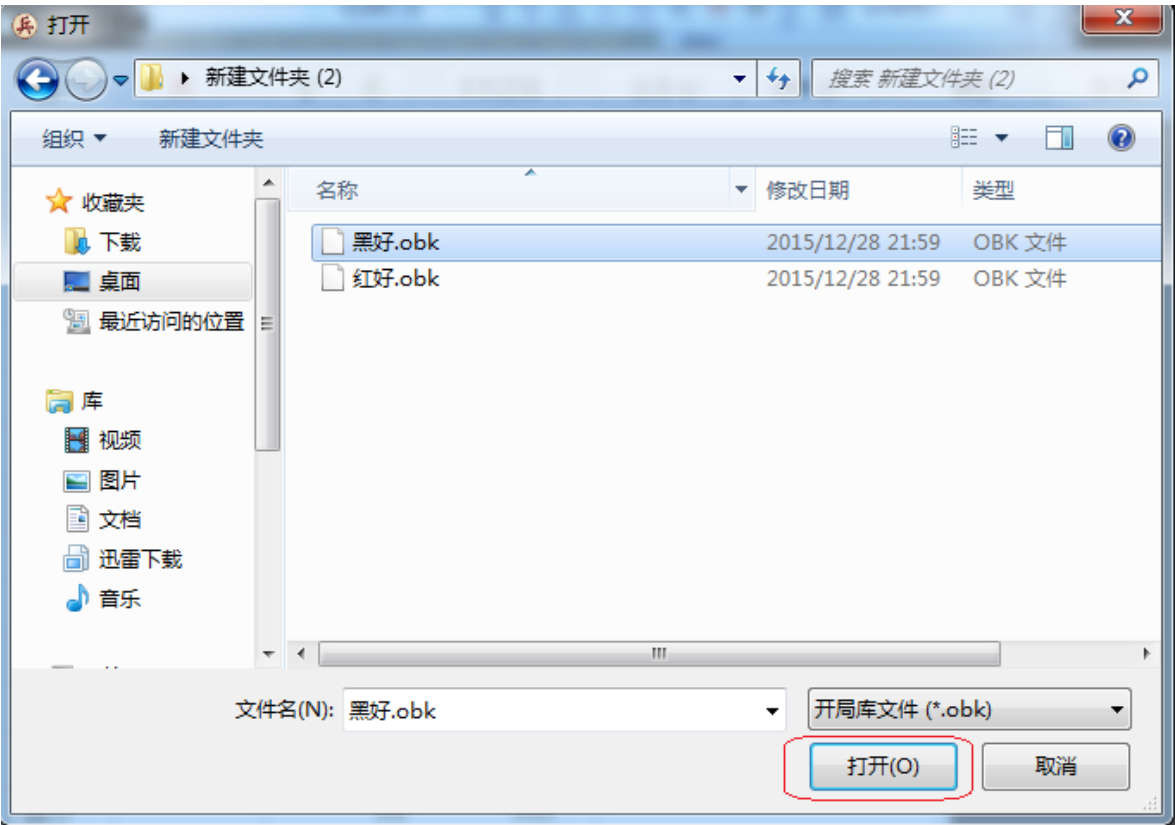 兵 打开
新建文件夹 (2)
搜索 新建文件夹 (2)
组织 新建文件夹
名称 修改日期 类型
收藏夹
下载
桌面
最近访问的位置
库
视频
图片
文档
迅雷下载
音乐
黑好.obk 2015/12/28 21:59 OBK 文件
红好.obk 2015/12/28 21:59 OBK 文件
文件名(N): 黑好.obk 开局库文件 (*.obk)
打开(O) 取消